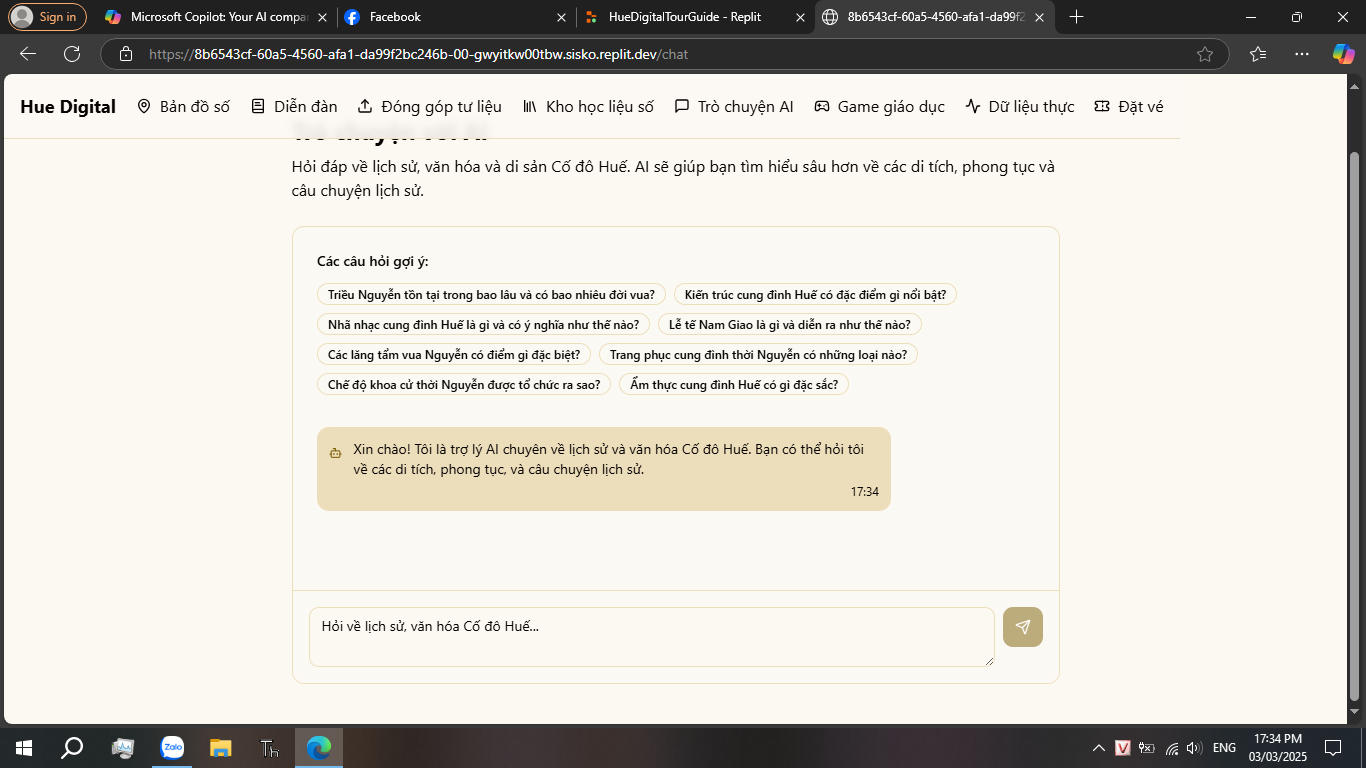 Sign in
Microsoft Copilot: Your AI compa
Facebook
HueDigitalTourGuide - Replit
8b6543cf-60a5-4560-afa1-da99f2
https://8b6543cf-60a5-4560-afa1-da99f2bc246b-00-gwyitkw00tbw.sisko.replit.dev/chat
Hue Digital
Bản đồ số
Diễn đàn
Đóng góp tư liệu
Kho học liệu số
Trò chuyện AI
Game giáo dục
Dữ liệu thực
Đặt vé
Hỏi đáp về lịch sử, văn hóa và di sản Cố đô Huế. AI sẽ giúp bạn tìm hiểu sâu hơn về các di tích, phong tục và
câu chuyện lịch sử.
Các câu hỏi gợi ý:
Triều Nguyễn tồn tại trong bao lâu và có bao nhiêu đời vua?
Kiến trúc cung đình Huế có đặc điểm gì nổi bật?
Nhã nhạc cung đình Huế là gì và có ý nghĩa như thế nào?
Lễ tế Nam Giao là gì và diễn ra như thế nào?
Các lăng tẩm vua Nguyễn có điểm gì đặc biệt?
Trang phục cung đình thời Nguyễn có những loại nào?
Chế độ khoa cử thời Nguyễn được tổ chức ra sao?
Ẩm thực cung đình Huế có gì đặc sắc?
Xin chào! Tôi là trợ lý AI chuyên về lịch sử và văn hóa Cố đô Huế. Bạn có thể hỏi tôi
về các di tích, phong tục, và câu chuyện lịch sử.
17:34
Hỏi về lịch sử, văn hóa Cố đô Huế...
Zalo
Th
V
ENG
17:34 PM
03/03/2025